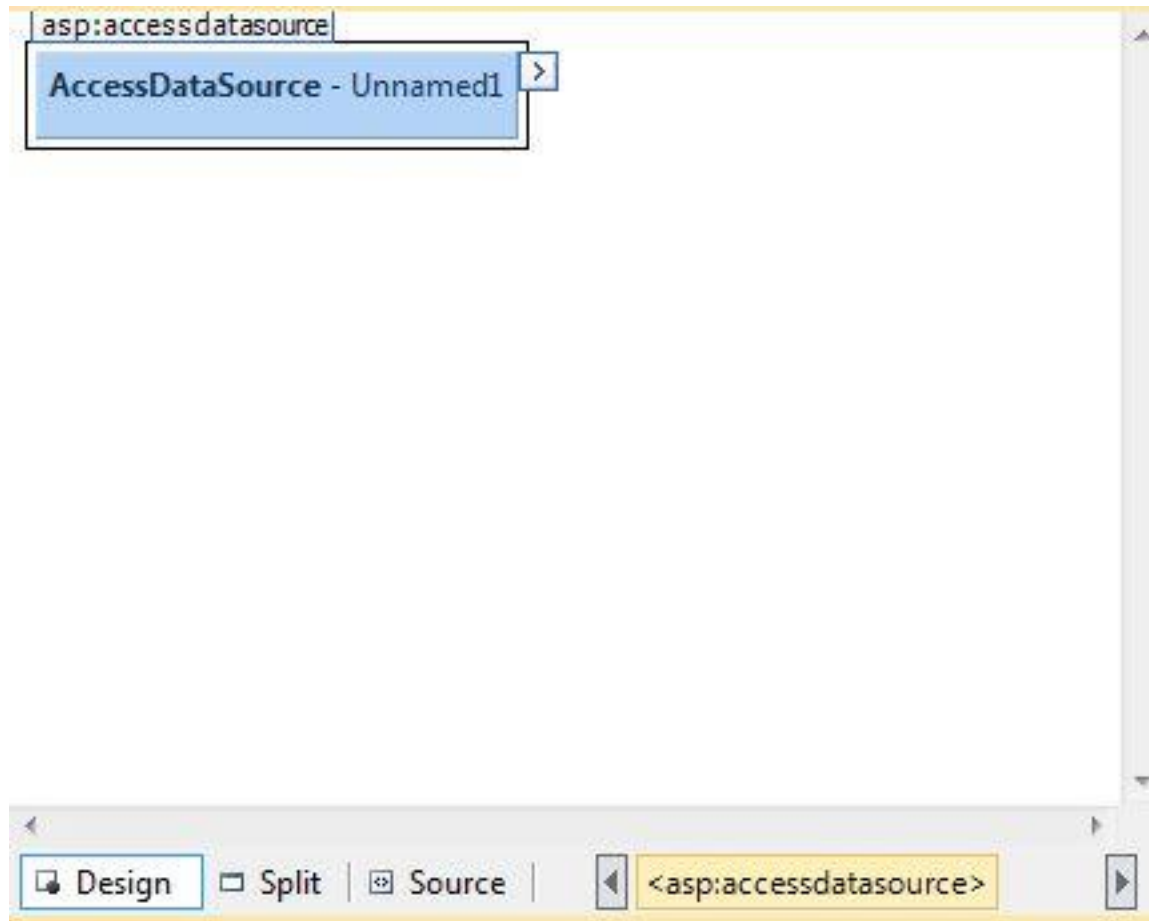 asp:accessdatasource
AccessDataSource - Unnamed1
Design Split Source <asp:accessdatasource>